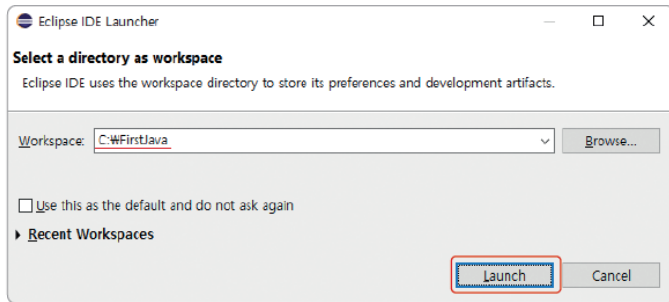 Eclipse IDE Launcher
Select a directory as workspace
Eclipse IDE uses the workspace directory to store its preferences and development artifacts.
Workspace: C:₩FirstJava Browse...
Use this as the default and do not ask again
Recent Workspaces
Launch Cancel